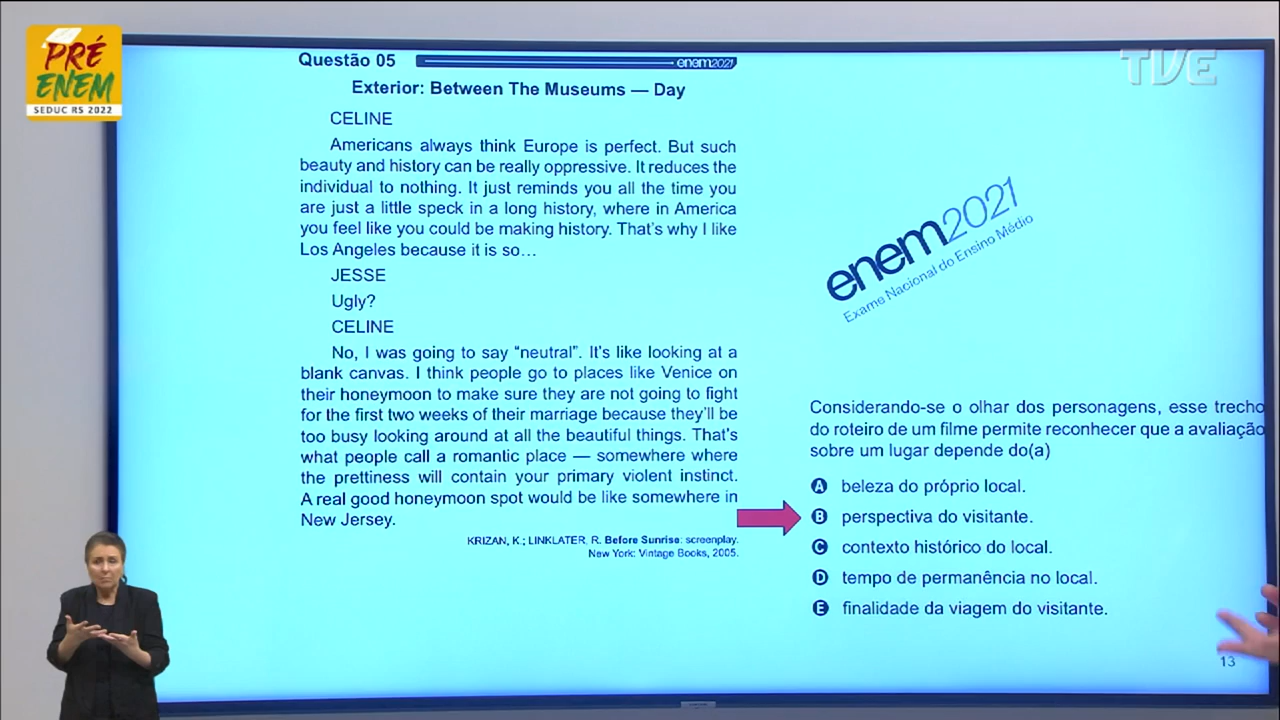 PRÉ
ENEM
SEDUC RS 2022
TVE
Questão 05
enem2021
Exterior: Between The Museums — Day
CELINE
Americans always think Europe is perfect. But such
beauty and history can be really oppressive. It reduces the
individual to nothing. It just reminds you all the time you
are just a little speck in a long history, where in America
you feel like you could be making history. That's why I like
Los Angeles because it is so…
JESSE
Ugly?
CELINE
No, I was going to say “neutral”. It's like looking at a
blank canvas. I think people go to places like Venice on
their honeymoon to make sure they are not going to fight
for the first two weeks of their marriage because they'll be
too busy looking around at all the beautiful things. That's
what people call a romantic place — somewhere where
the prettiness will contain your primary violent instinct.
A real good honeymoon spot would be like somewhere in
New Jersey.
KRIZAN, K.; LINKLATER, R. Before Sunrise: screenplay.
New York: Vintage Books, 2005.
enem2021
Exame Nacional do Ensino Médio
Considerando-se o olhar dos personagens, esse trecho
do roteiro de um filme permite reconhecer que a avaliação
sobre um lugar depende do(a)
A beleza do próprio local.
B perspectiva do visitante.
C contexto histórico do local.
D tempo de permanência no local.
E finalidade da viagem do visitante.
13